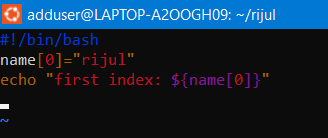 adduser@LAPTOP-A2OOGH09: ~/rijul
#!/bin/bash
name[0]="rijul"
echo "first index: ${name[0]}"
~